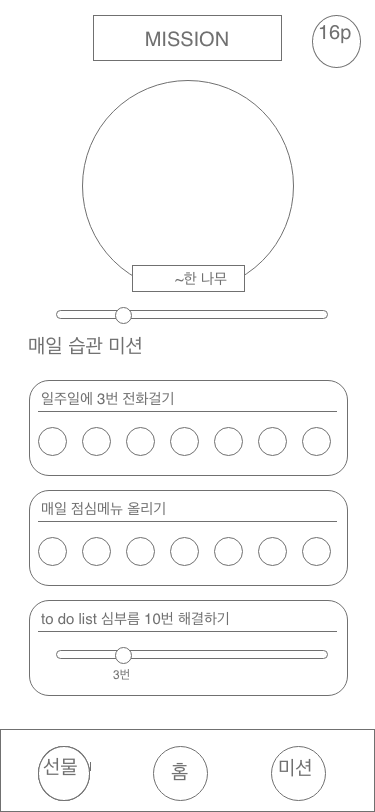 MISSION
16p
~한 나무
매일 습관 미션
일주일에 3번 전화걸기
매일 점심메뉴 올리기
to do list 심부름 10번 해결하기
3번
선물
홈
미션